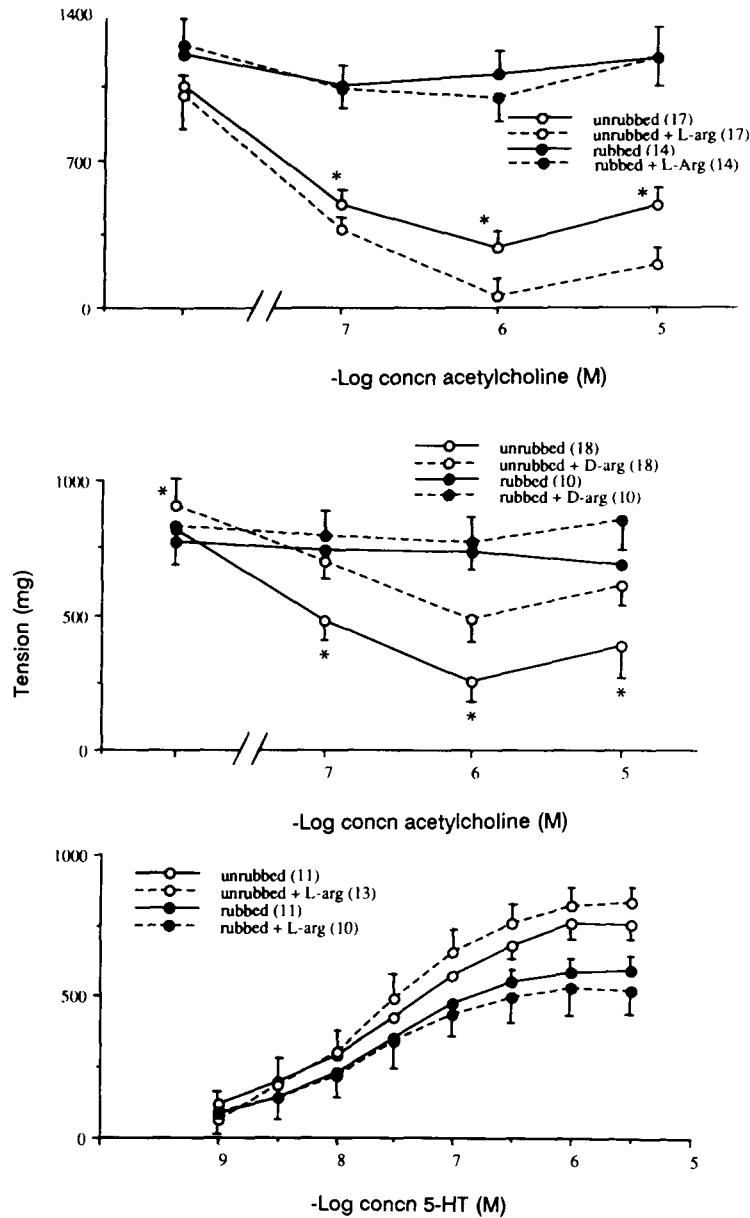 1400
700
0
unrubbed (17)
unrubbed + L-arg (17)
rubbed (14)
rubbed + L-Arg (14)
*
*
*
7
6
5
-Log concn acetylcholine (M)
Tension (mg)
1000
500
0
unrubbed (18)
unrubbed + D-arg (18)
rubbed (10)
rubbed + D-arg (10)
*
*
*
*
7
6
5
-Log concn acetylcholine (M)
1000
500
0
unrubbed (11)
unrubbed + L-arg (13)
rubbed (11)
rubbed + L-arg (10)
9
8
7
6
5
-Log concn 5-HT (M)